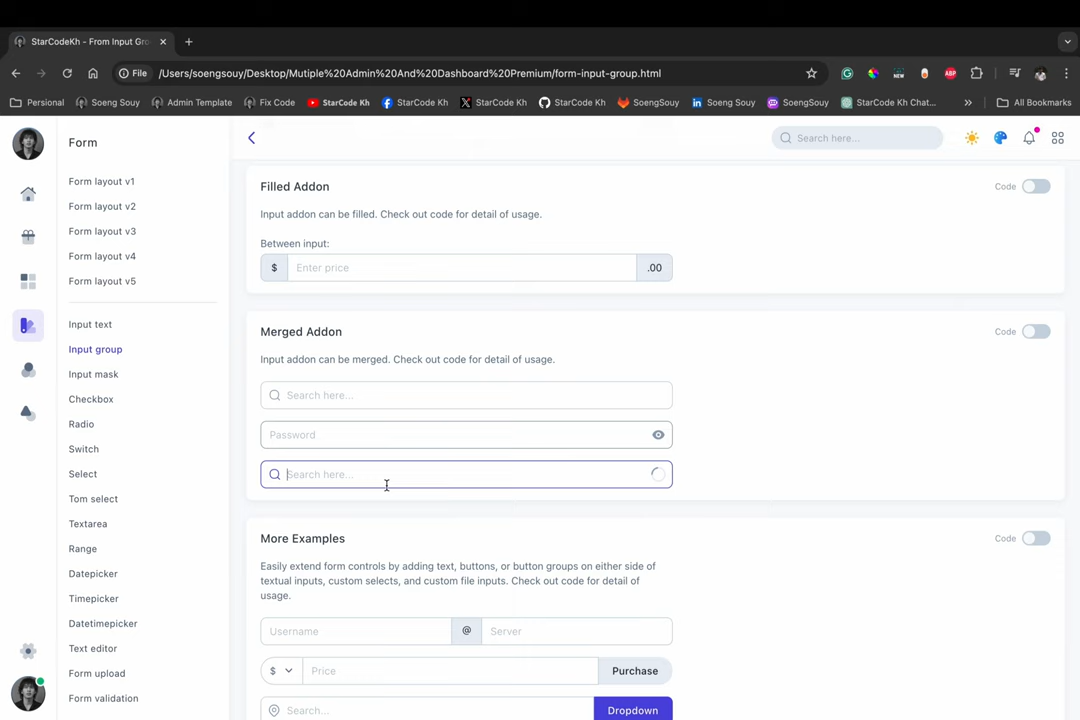 StarCodeKh - From Input Gro
File
/Users/soengsouy/Desktop/Mutiple%20Admin%20And%20Dashboard%20Premium/form-input-group.html
ABP
NEW
Personal
Soeng Souy
Admin Template
Fix Code
StarCode Kh
StarCode Kh
StarCode Kh
StarCode Kh
SoengSouy
Soeng Souy
SoengSouy
StarCode Kh Chat...
All Bookmarks
Form
Search here...
Form layout v1
Form layout v2
Form layout v3
Form layout v4
Form layout v5
Input text
Input group
Input mask
Checkbox
Radio
Switch
Select
Tom select
Textarea
Range
Datepicker
Timepicker
Datetimepicker
Text editor
Form upload
Form validation
Filled Addon
Code
Input addon can be filled. Check out code for detail of usage.
Between input:
$
Enter price
.00
Merged Addon
Code
Input addon can be merged. Check out code for detail of usage.
Search here...
Password
Search here...
More Examples
Code
Easily extend form controls by adding text, buttons, or button groups on either side of
textual inputs, custom selects, and custom file inputs. Check out code for detail of
usage.
Username
@
Server
$
Price
Purchase
Search...
Dropdown